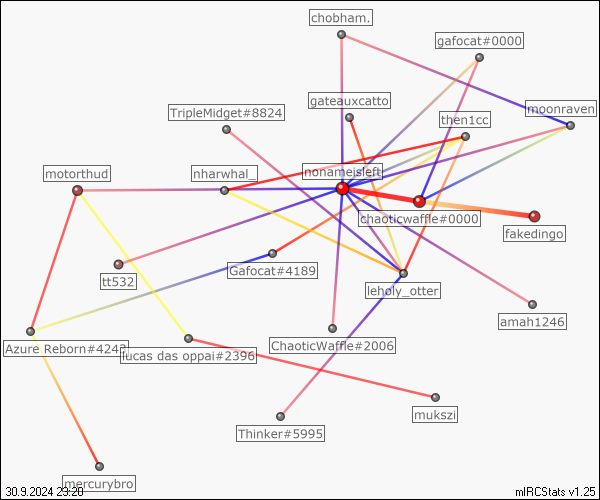 chobham.
gafocat#0000
gateauxcatto
TripleMidget#8824
moonraven
then1cc
nonameisleft
motorthud
nharwhal_
chaoticwaffle#0000
fakedingo
tt532
Gafocat#4189
leholy_otter
amah1246
Azure Reborn#4243
lucas das oppai#2396
ChaoticWaffle#2006
mukszi
Thinker#5995
mercurybro
30.9.2024 23:20
mIRCStats v1.25